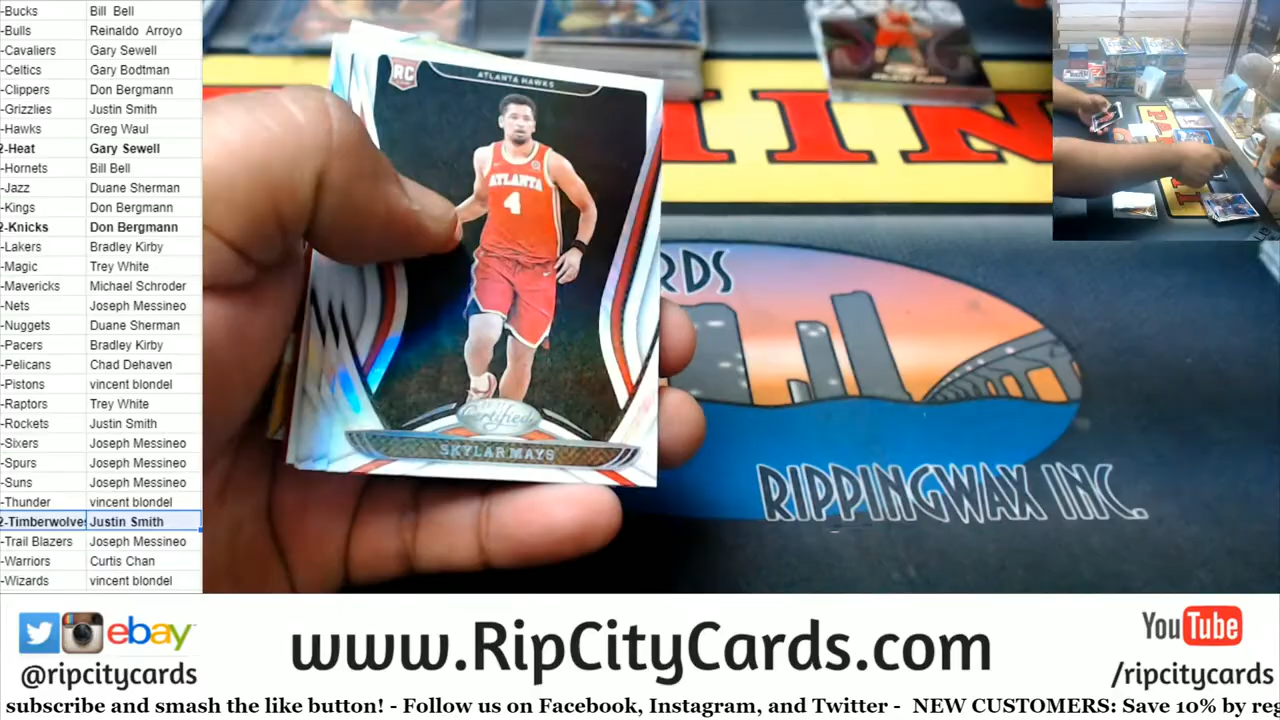 -Bucks Bill Bell
-Bulls Reinaldo Arroyo
-Cavaliers Gary Sewell
-Celtics Gary Bodtman
-Clippers Don Bergmann
-Grizzlies Justin Smith
-Hawks Greg Waul
2-Heat Gary Sewell
-Hornets Bill Bell
-Jazz Duane Sherman
-Kings Don Bergmann
2-Knicks Don Bergmann
-Lakers Bradley Kirby
-Magic Trey White
-Mavericks Michael Schroder
-Nets Joseph Messineo
-Nuggets Duane Sherman
-Pacers Bradley Kirby
-Pelicans Chad Dehaven
-Pistons vincent blondel
-Raptors Trey White
-Rockets Justin Smith
-Sixers Joseph Messineo
-Spurs Joseph Messineo
-Suns Joseph Messineo
-Thunder vincent blondel
2-Timberwolves Justin Smith
-Trail Blazers Joseph Messineo
-Warriors Curtis Chan
-Wizards vincent blondel
RC
ATLANTA HAWKS
ATLANTA
4
Certified
SKYLAR MAYS
RDS
RIPPINGWAX INC.
ebay
@ripcitycards
www.RipCityCards.com
YouTube
/ripcitycards
subscribe and smash the like button! - Follow us on Facebook, Instagram, and Twitter - NEW CUSTOMERS: Save 10% by reg